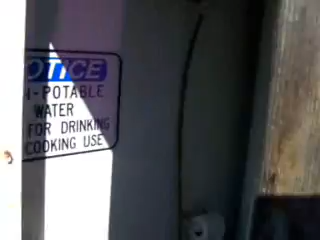 OTICE
N-POTABLE
WATER
FOR DRINKING
COOKING USE